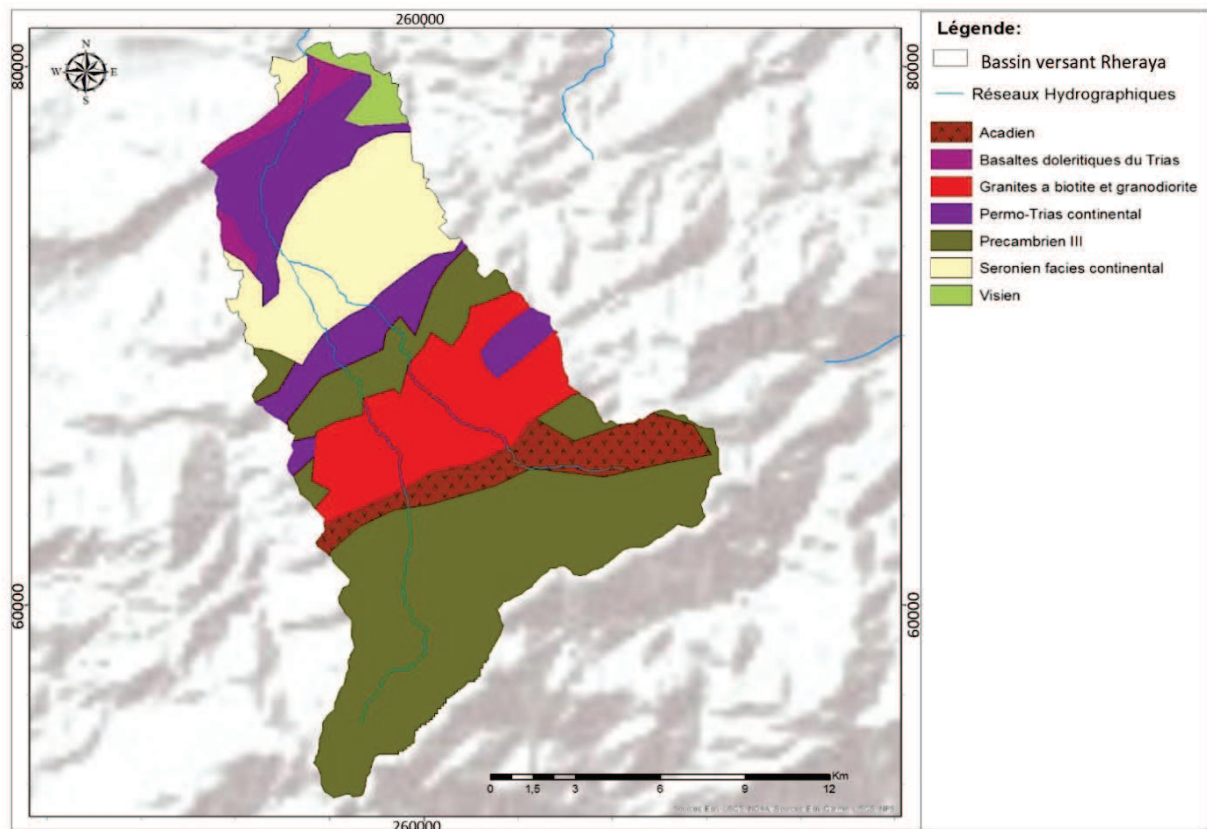 260000
Légende:
Bassin versant Rheraya
Réseaux Hydrographiques
Acadien
Basaltes doleritiques du Trias
Granites a biotite et granodiorite
Permo-Trias continental
Precambrien III
Seronien facies continental
Visien
80000
80000
N
W E
S
60000
60000
Km
0 1,5 3 6 9 12
260000